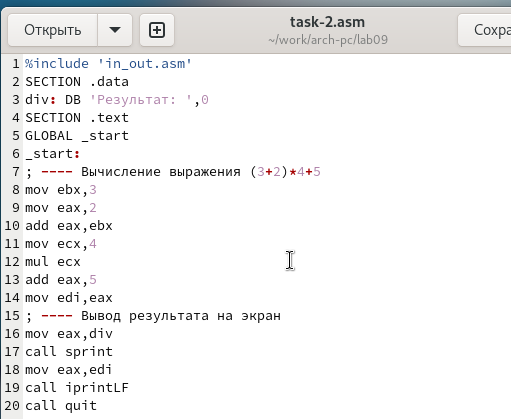 Открыть
task-2.asm
~/work/arch-pc/lab09
Сохра
1 %include 'in_out.asm'
2 SECTION .data
3 div: DB 'Результат: ',0
4 SECTION .text
5 GLOBAL _start
6 _start:
7 ; ---- Вычисление выражения (3+2)*4+5
8 mov ebx,3
9 mov eax,2
10 add eax,ebx
11 mov ecx,4
12 mul ecx
13 add eax,5
14 mov edi,eax
15 ; ---- Вывод результата на экран
16 mov eax,div
17 call sprint
18 mov eax,edi
19 call iprintLF
20 call quit